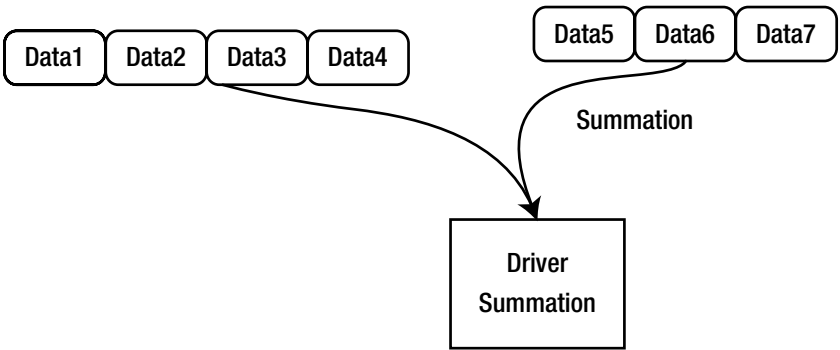 Data1 Data2 Data3 Data4
Data5 Data6 Data7
Summation
Driver
Summation